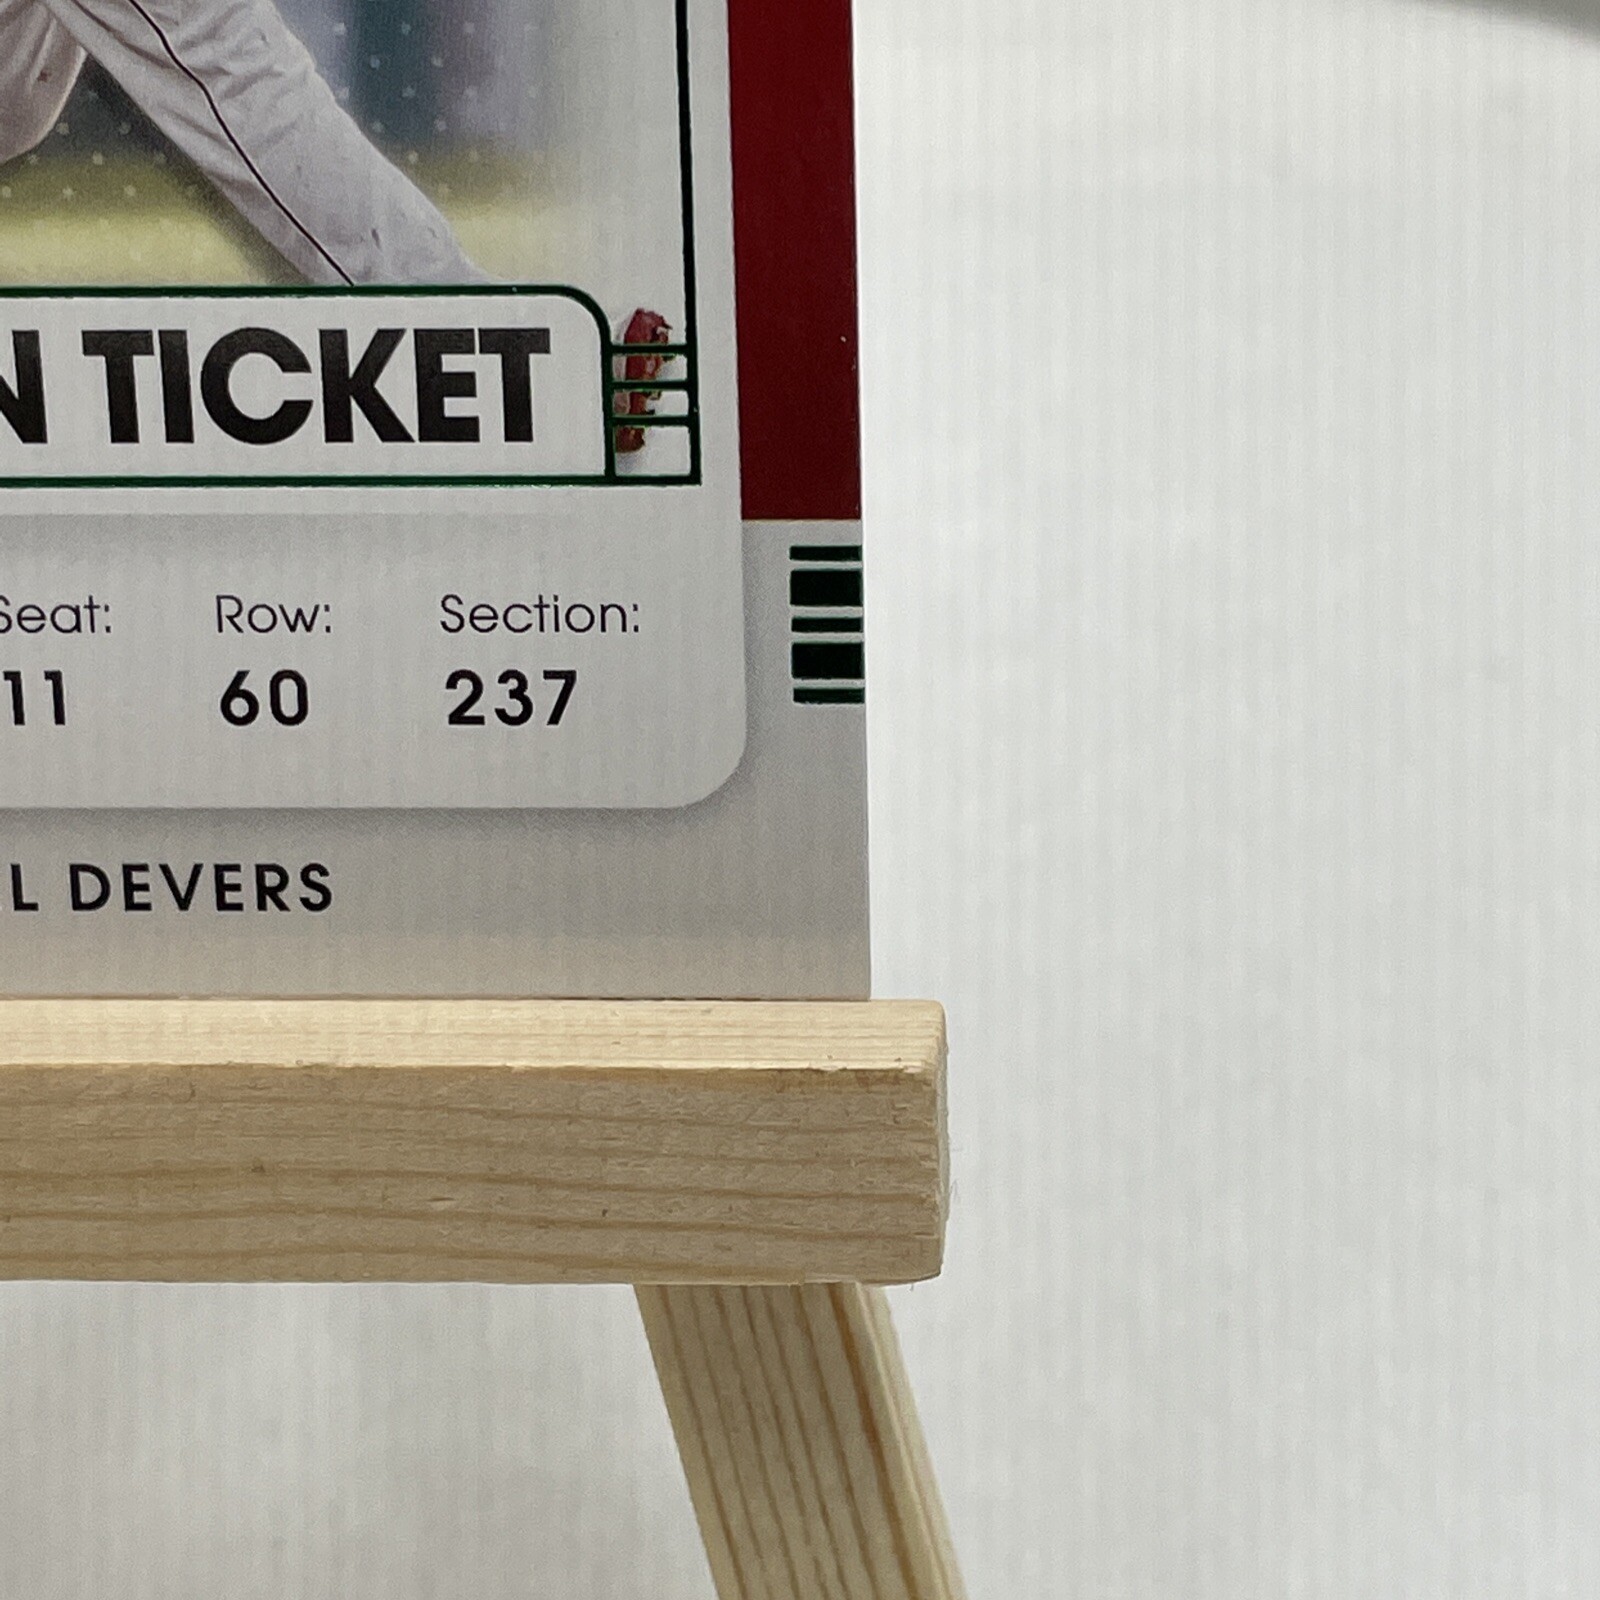 N TICKET
Seat: Row: Section:
11 60 237
L DEVERS